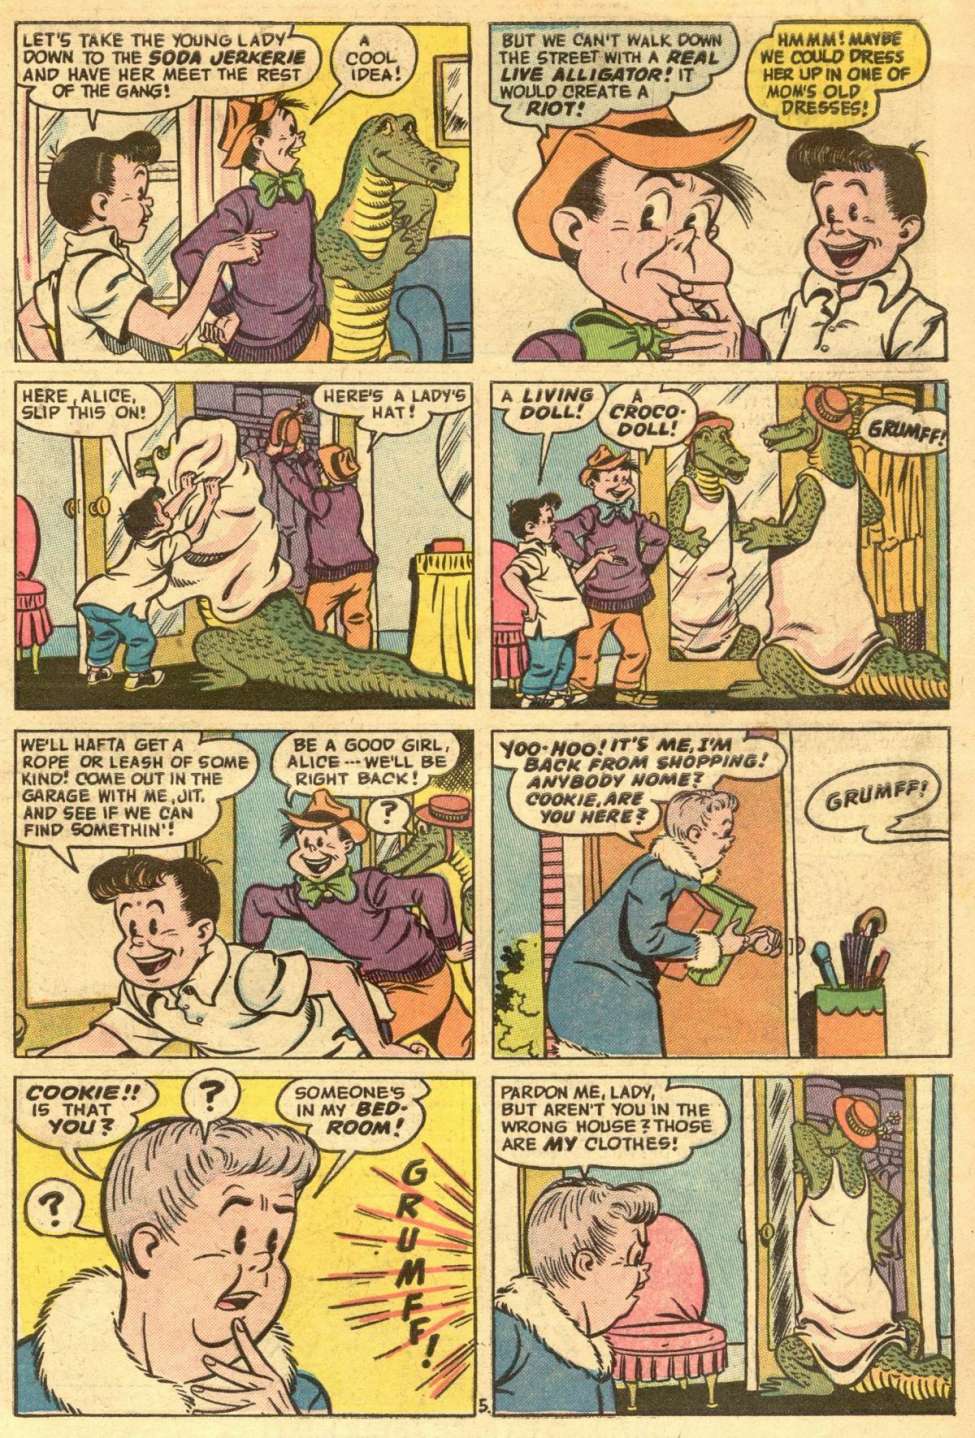 LET'S TAKE THE YOUNG LADY
DOWN TO THE SODA JERKERIE
AND HAVE HER MEET THE REST
OF THE GANG!
A
COOL
IDEA!
BUT WE CAN'T WALK DOWN
THE STREET WITH A REAL
LIVE ALLIGATOR! IT
WOULD CREATE A
RIOT!
HMMM! MAYBE
WE COULD DRESS
HER UP IN ONE OF
MOM'S OLD
DRESSES!
HERE, ALICE,
SLIP THIS ON!
HERE'S A LADY'S
HAT!
A LIVING
DOLL!
A
CROCO-
DOLL!
GRUMFF!
WE'LL HAFTA GET A
ROPE OR LEASH OF SOME
KIND! COME OUT IN THE
GARAGE WITH ME, JIT,
AND SEE IF WE CAN
FIND SOMETHIN'!
BE A GOOD GIRL,
ALICE --- WE'LL BE
RIGHT BACK!
?
YOO-HOO! IT'S ME, I'M
BACK FROM SHOPPING!
ANYBODY HOME?
COOKIE, ARE
YOU HERE?
GRUMFF!
COOKIE!!
IS THAT
YOU?
?
?
SOMEONE'S
IN MY BED-
ROOM!
GRUMFF!
5.
PARDON ME, LADY,
BUT AREN'T YOU IN THE
WRONG HOUSE? THOSE
ARE MY CLOTHES!